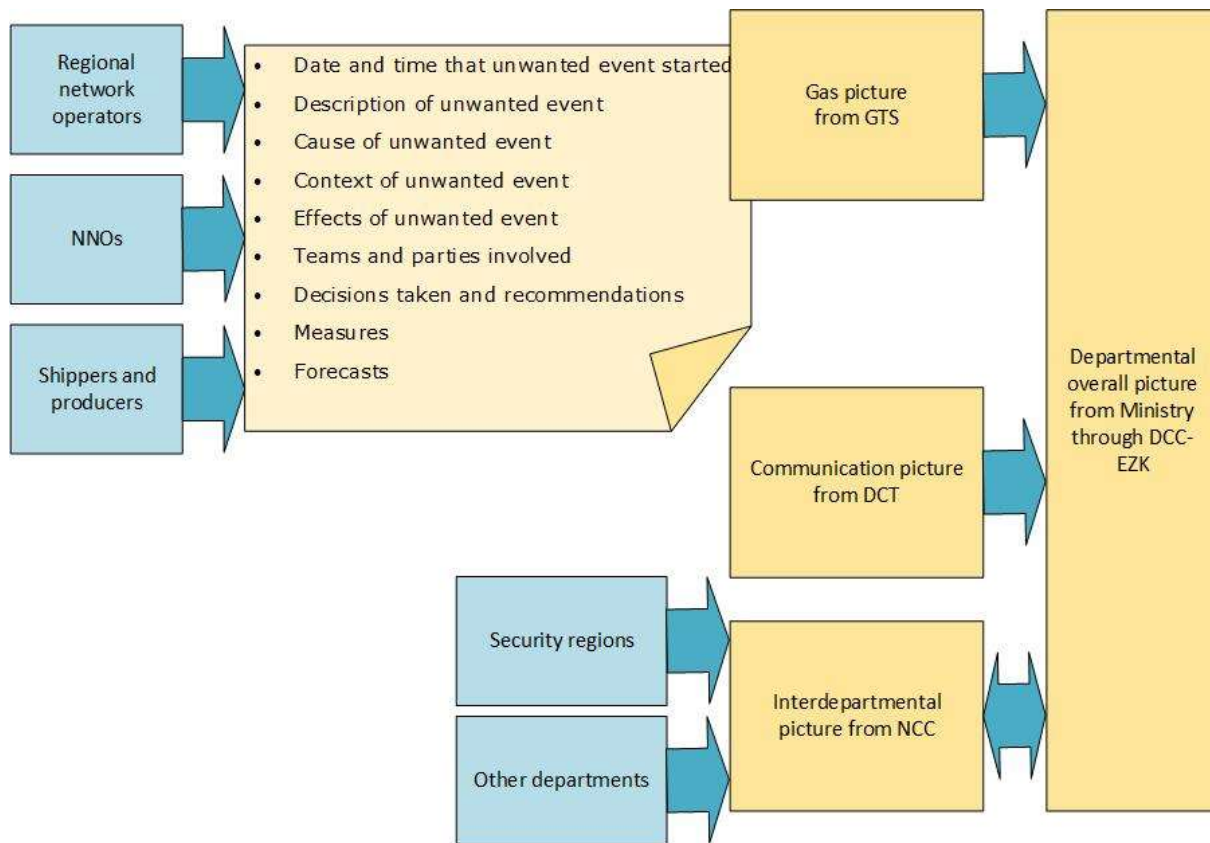 Regional
network
operators
NNOs
Shippers and
producers
• Date and time that unwanted event started
• Description of unwanted event
• Cause of unwanted event
• Context of unwanted event
• Effects of unwanted event
• Teams and parties involved
• Decisions taken and recommendations
• Measures
• Forecasts
Gas picture
from GTS
Communication picture
from DCT
Security regions
Other departments
Interdepartmental
picture from NCC
Departmental
overall picture
from Ministry
through DCC-
EZK